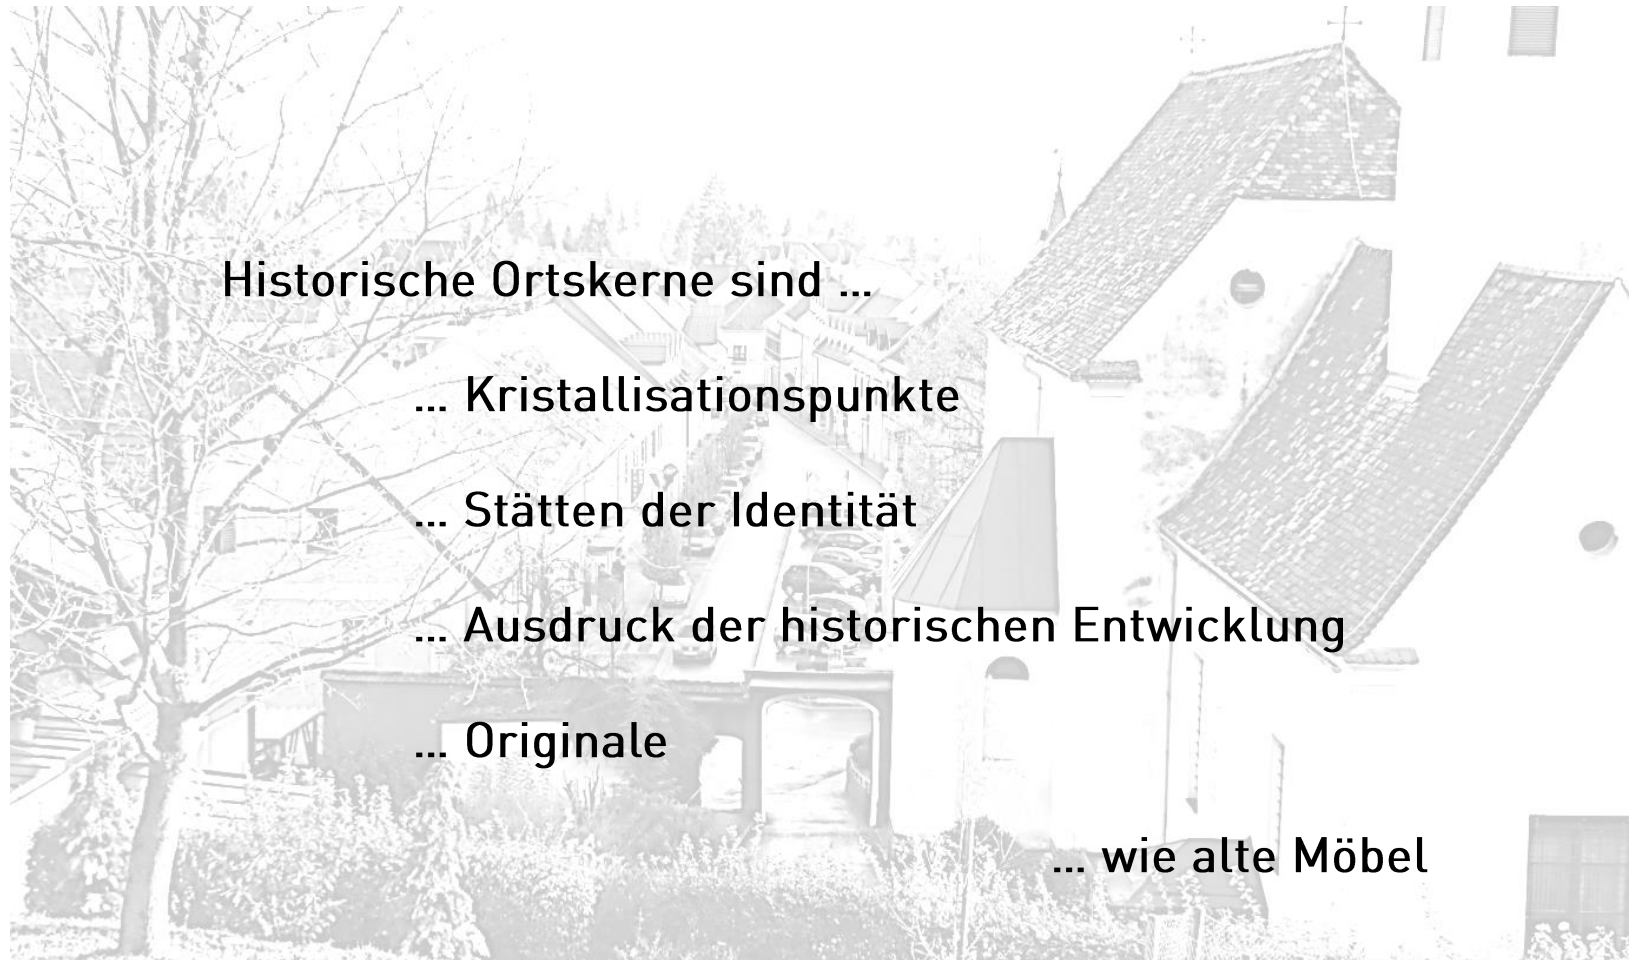 Historische Ortskerne sind ...
... Kristallisationspunkte
... Stätten der Identität
... Ausdruck der historischen Entwicklung
... Originale
... wie alte Möbel